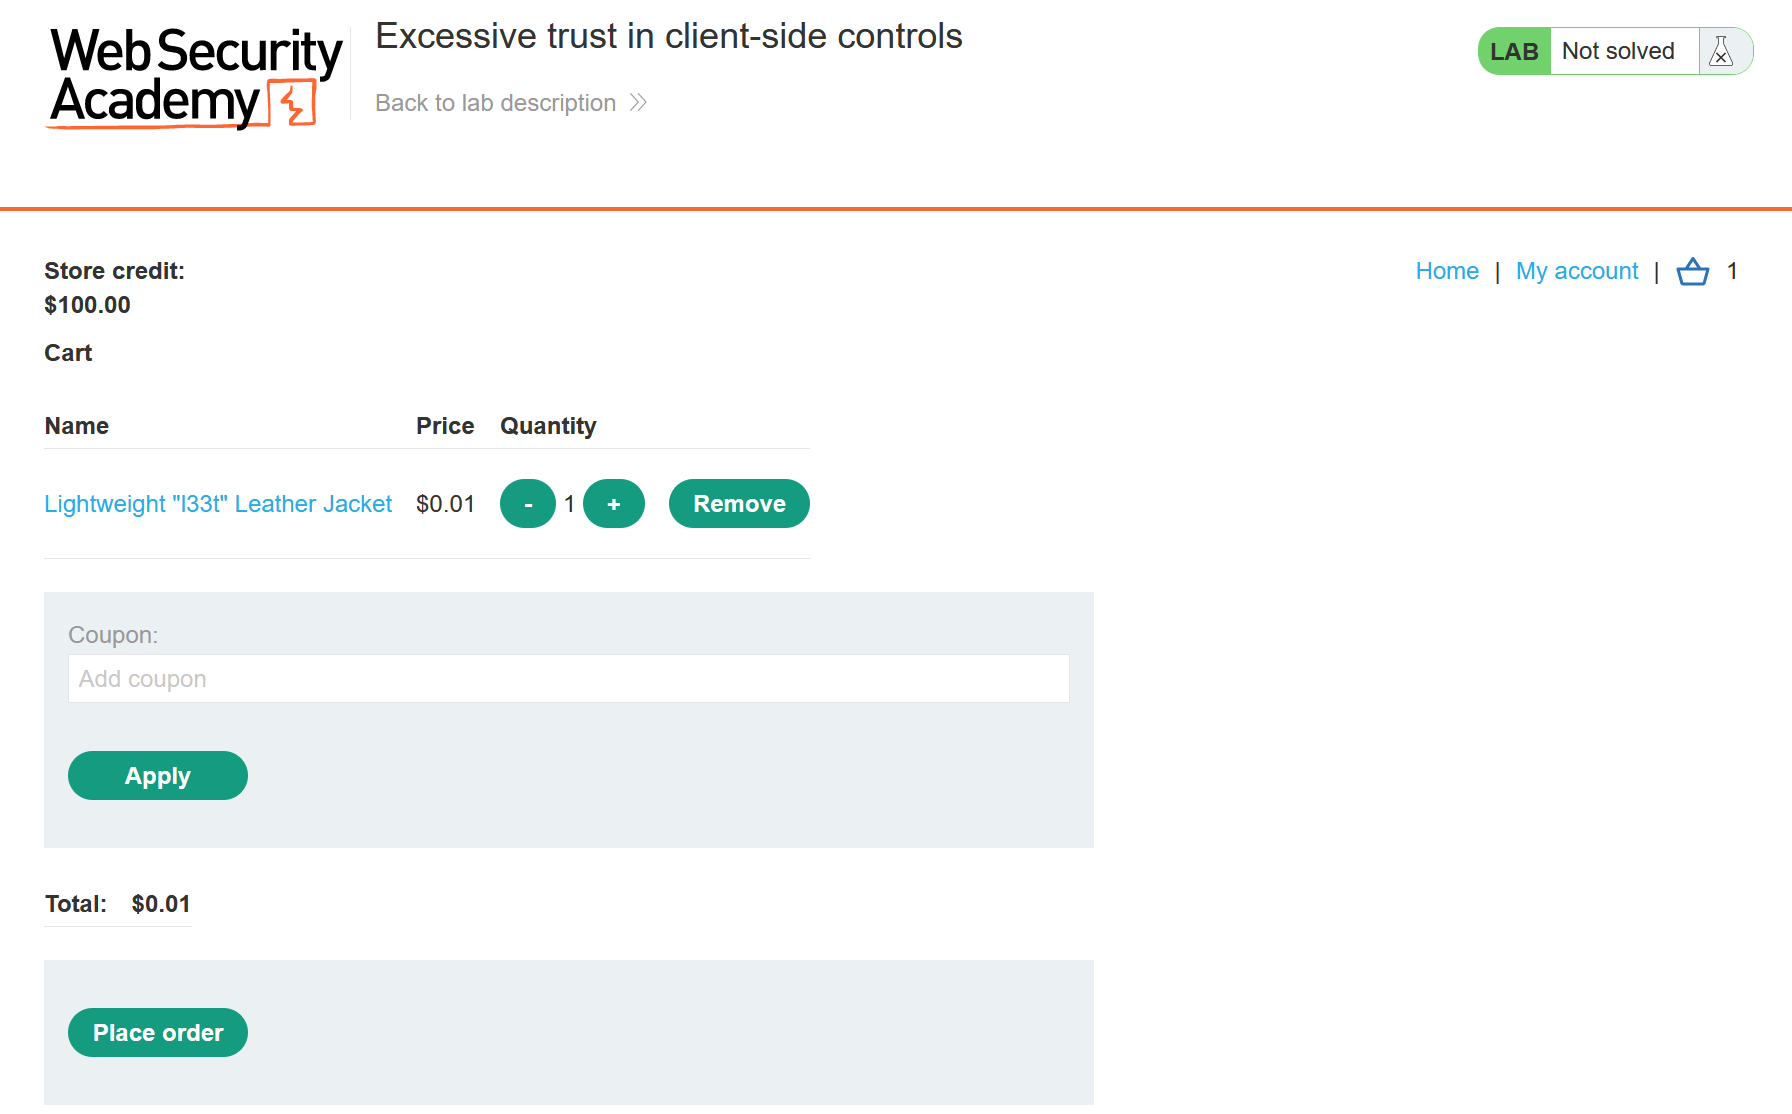 Web Security
Academy
Excessive trust in client-side controls
Back to lab description
LAB Not solved
Store credit:
$100.00
Home | My account | 1
Cart
Name Price Quantity
Lightweight "l33t" Leather Jacket $0.01 - 1 + Remove
Coupon:
Add coupon
Apply
Total: $0.01
Place order